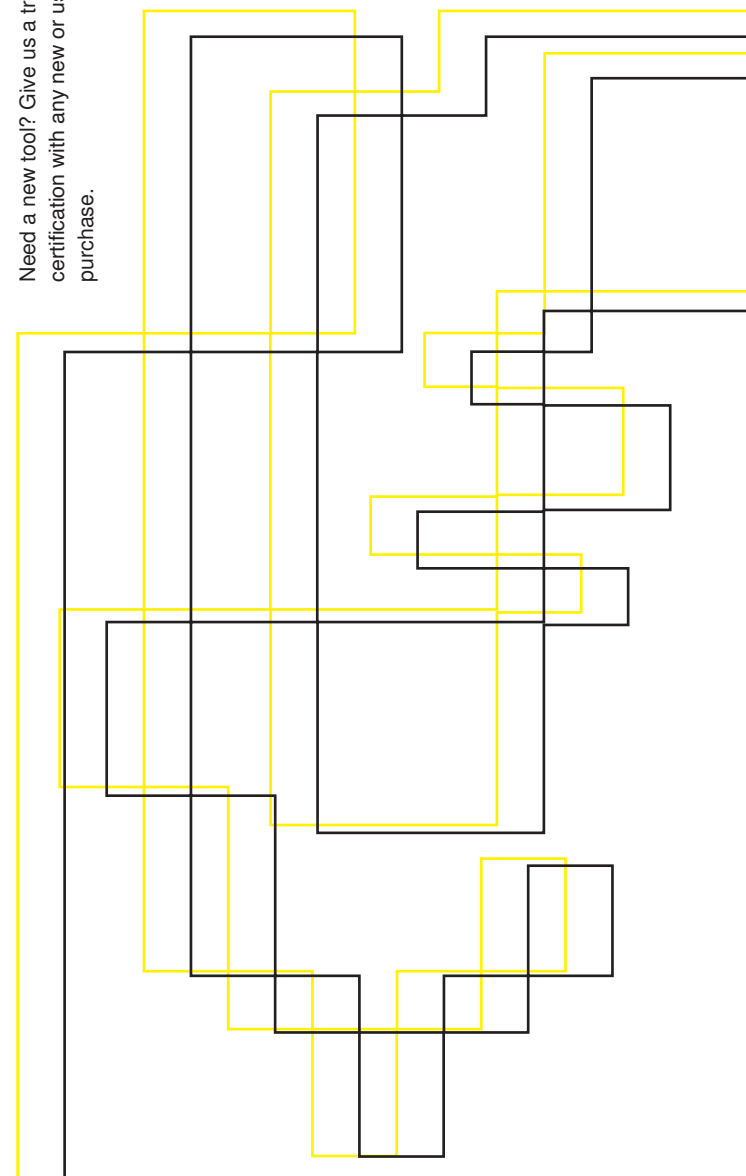 Need a new tool? Give us a
certification with any new or
purchase.